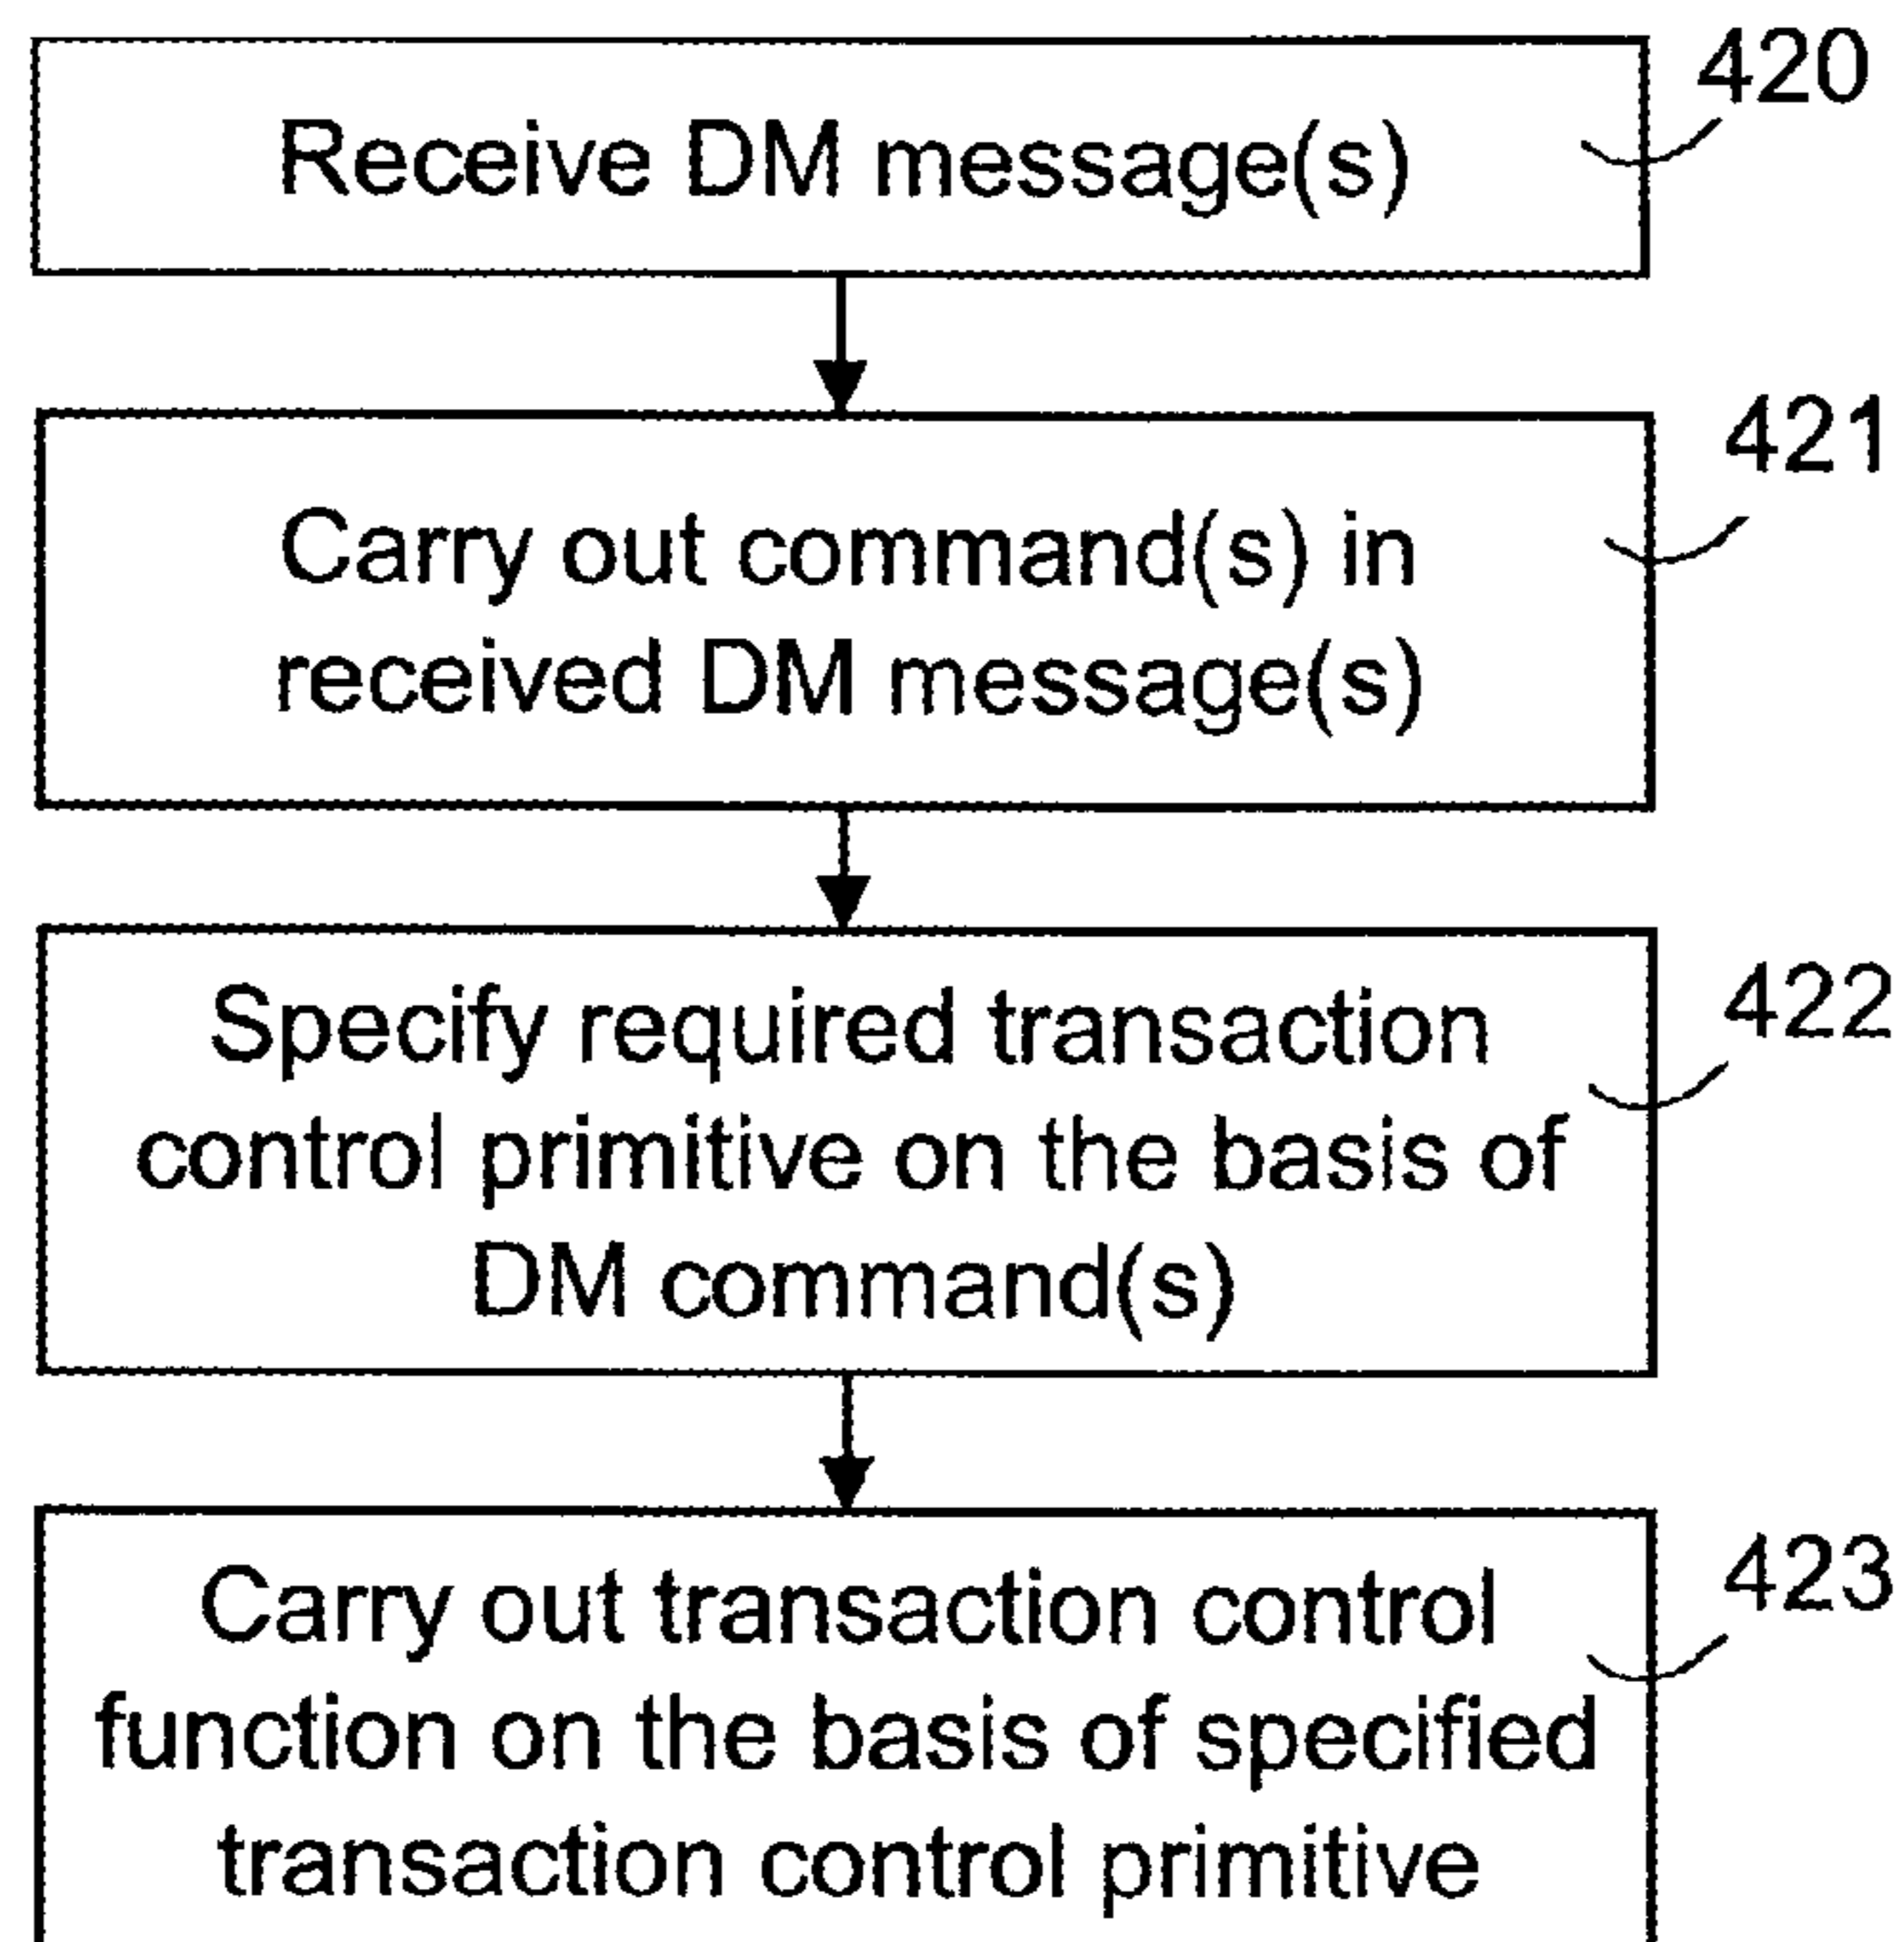 420
Receive DM message(s)
421
Carry out command(s) in
received DM message(s)
422
Specify required transaction
control primitive on the basis of
DM command(s)
423
Carry out transaction control
function on the basis of specified
transaction control primitive